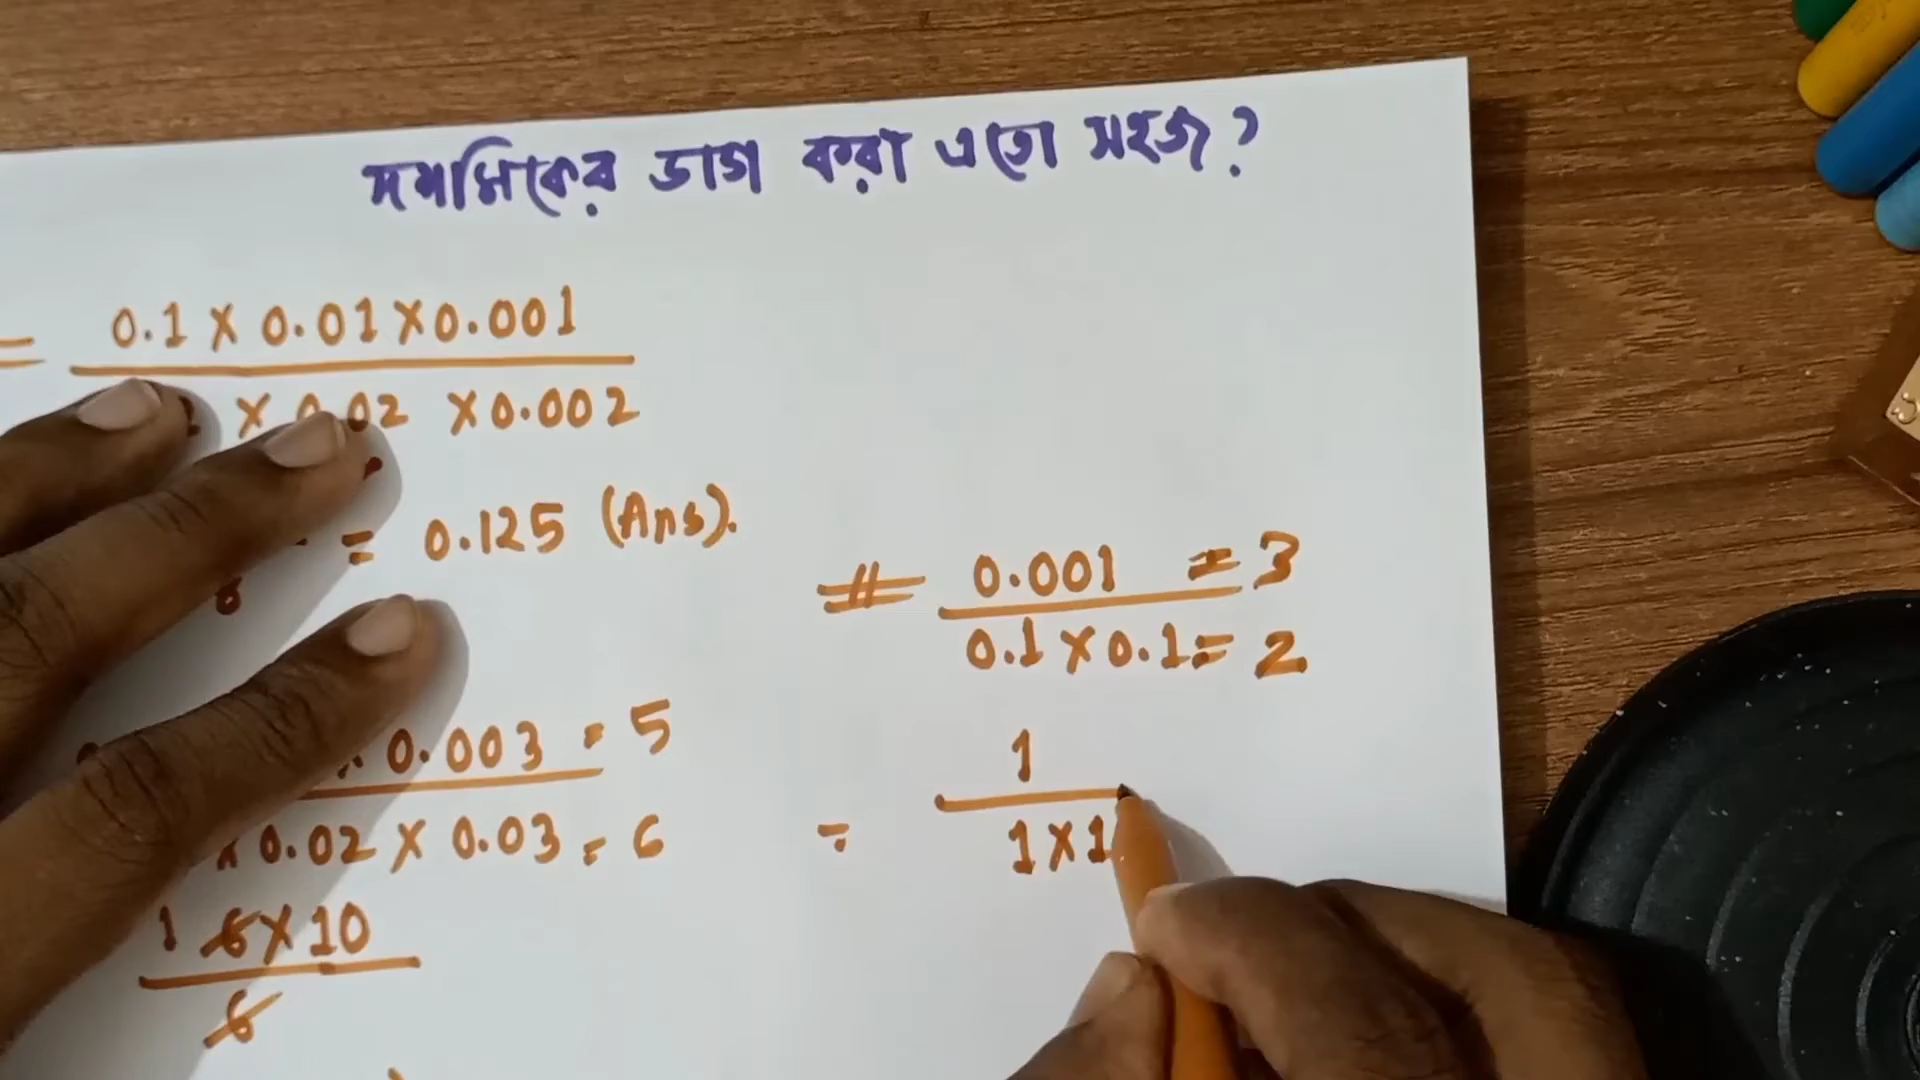 দশমিকের ভাগ করা এতো সহজ?
= 0.1 X 0.01 X 0.001
X 0.02 X 0.002
= 0.125 (Ans).
# 0.001 = 3
0.1 X 0.1 = 2
0.003 = 5
X 0.02 X 0.03 = 6
1 6 X 10
6
1
= 1 X 1